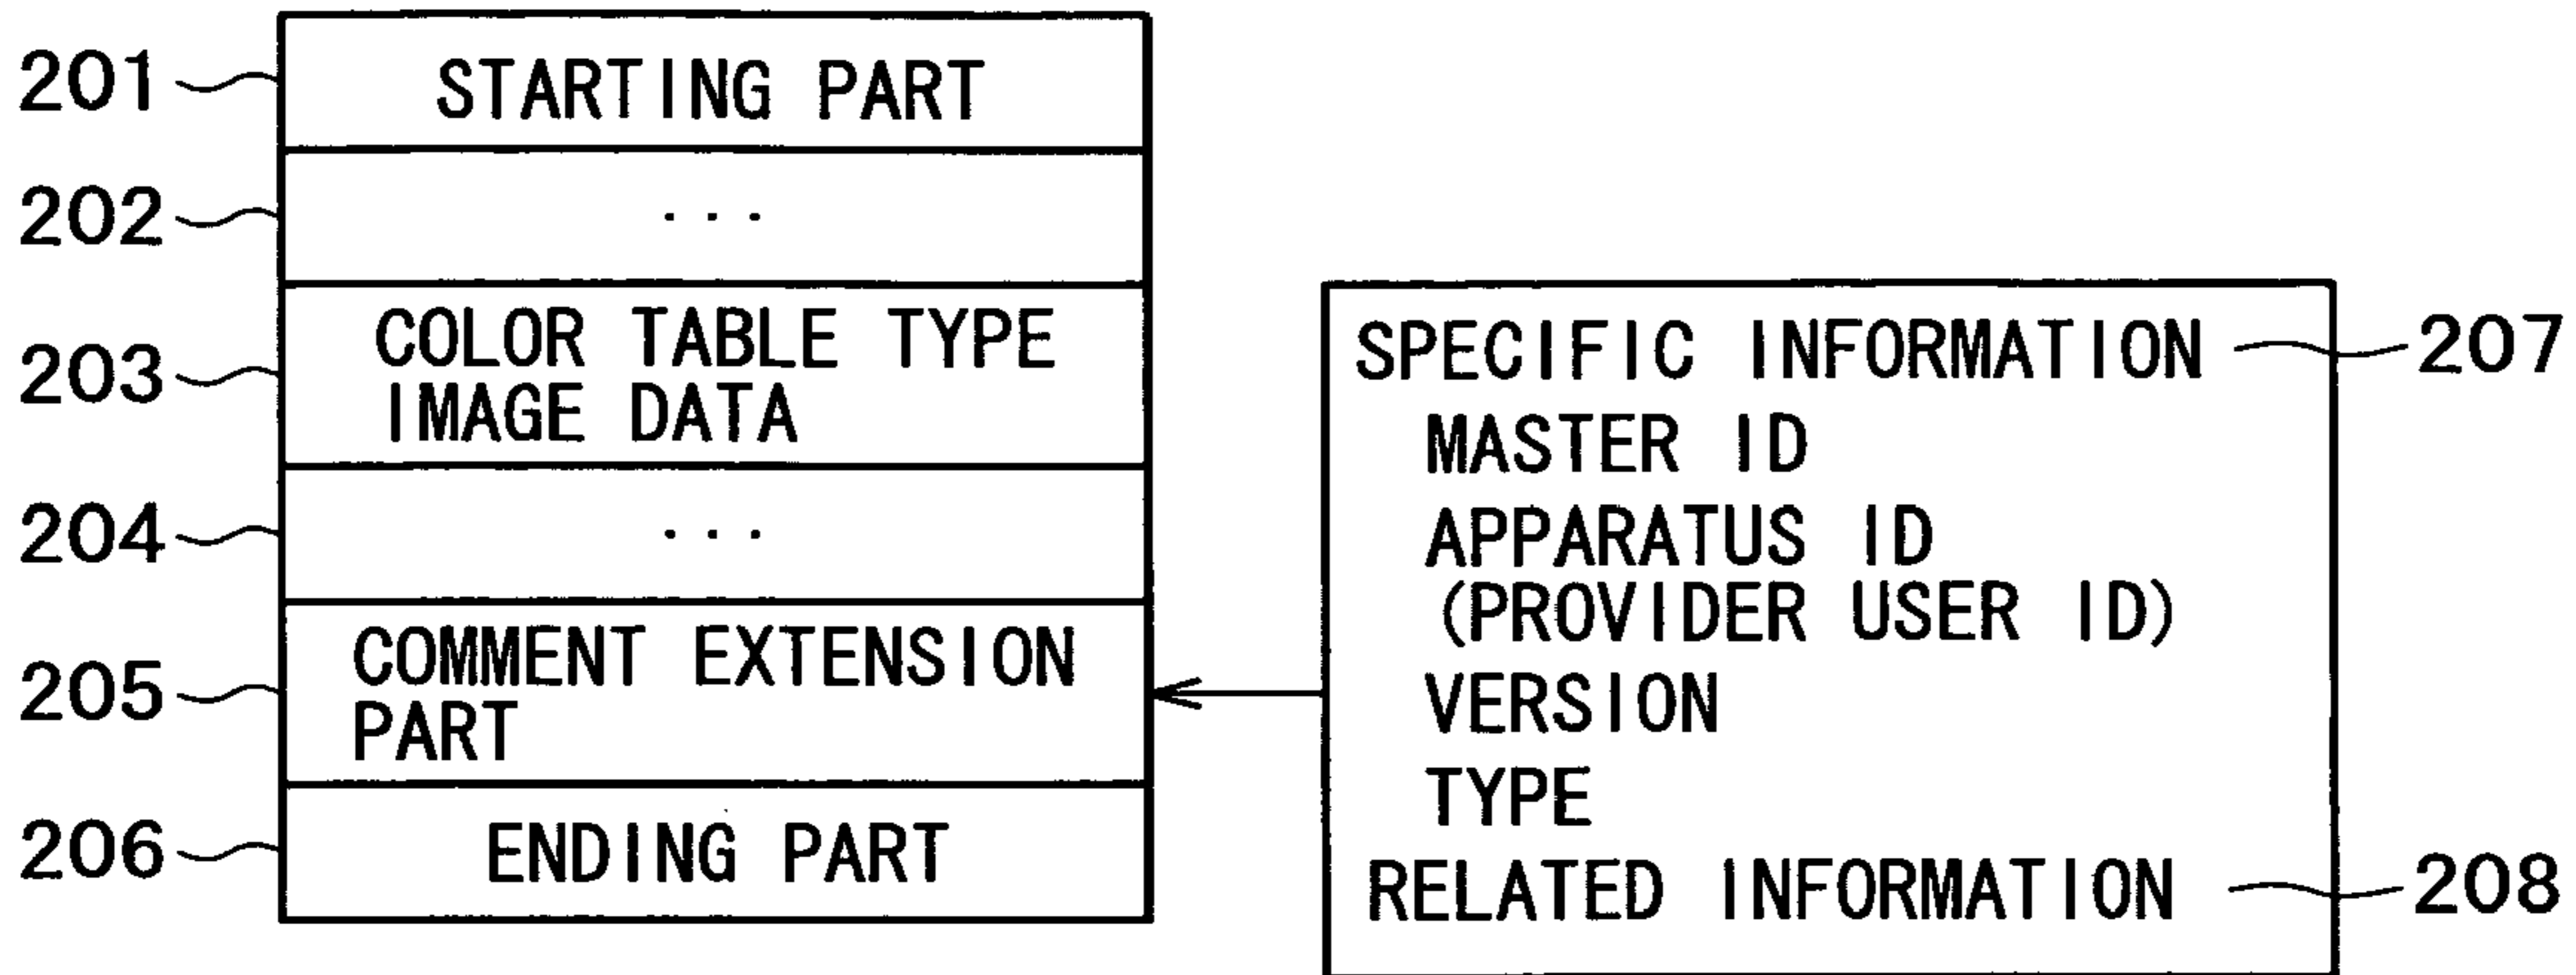 201 STARTING PART
202 ...
203 COLOR TABLE TYPE
IMAGE DATA
204 ...
205 COMMENT EXTENSION
PART
206 ENDING PART
SPECIFIC INFORMATION 207
MASTER ID
APPARATUS ID
(PROVIDER USER ID)
VERSION
TYPE
RELATED INFORMATION 208